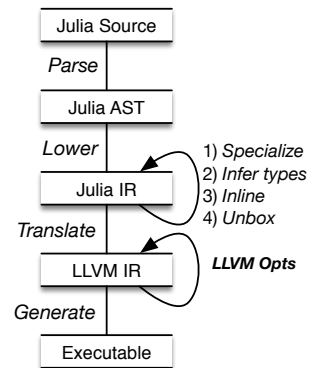 Julia Source
Parse
Julia AST
Lower
1) Specialize
2) Infer types
Julia IR
3) Inline
4) Unbox
Translate
LLVM IR
LLVM Opts
Generate
Executable